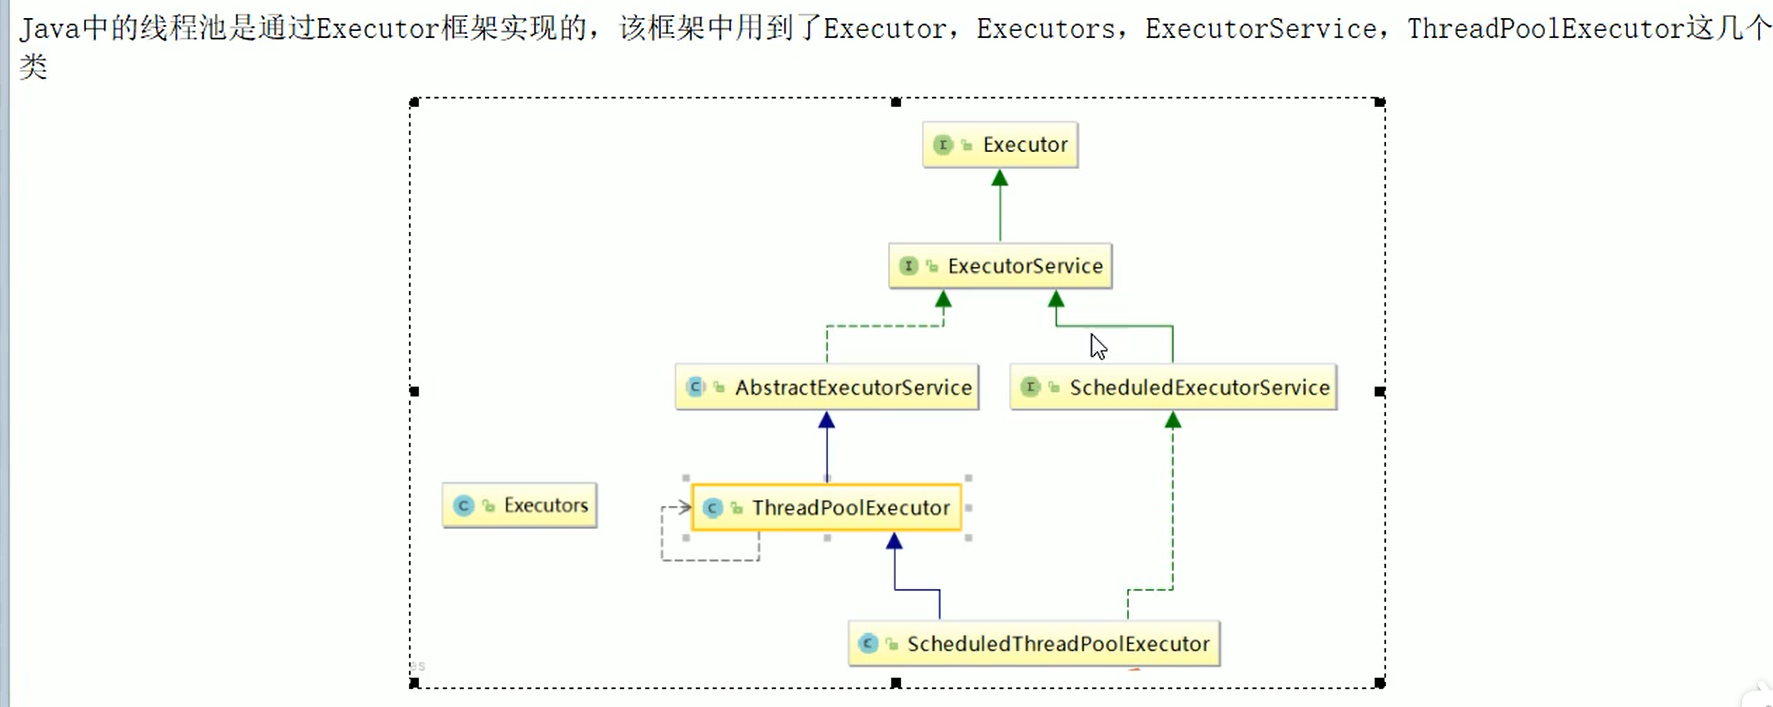 Java中的线程池是通过Executor框架实现的，该框架中用到了Executor，Executors，ExecutorService，ThreadPoolExecutor这几个
类
I Executor
I ExecutorService
C AbstractExecutorService
I ScheduledExecutorService
C Executors
C ThreadPoolExecutor
C ScheduledThreadPoolExecutor
es